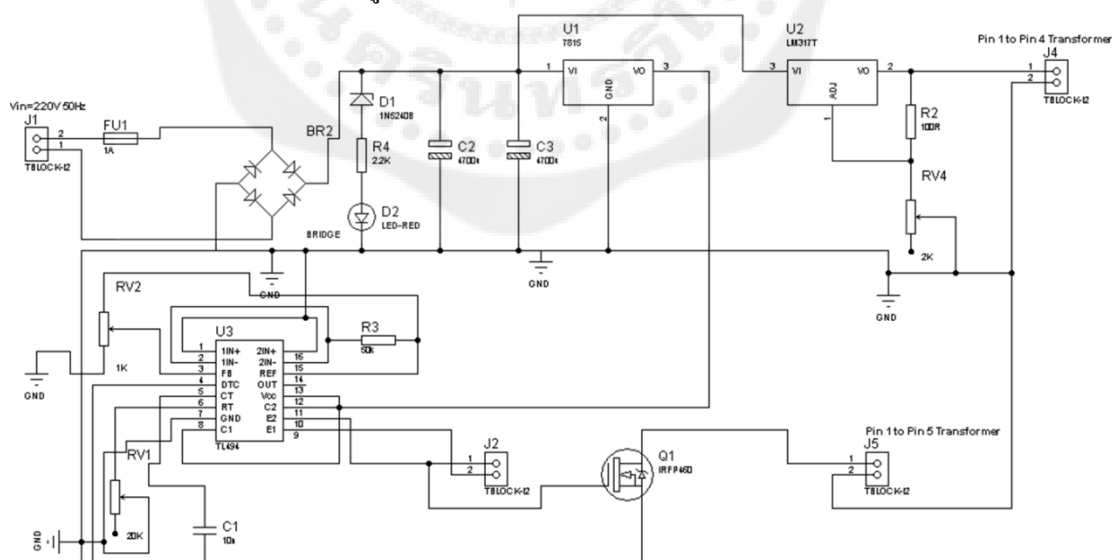 U1
7815
U2
LM317T
Pin 1 to Pin 4 Transformer
J4
1
2
TBLOCK-I2
1
VI
VO
3
GND
2
3
VI
VO
2
ADJ
1
Vin=220V 50Hz
J1
2
1
TBLOCK-I2
FU1
1A
BR2
BRIDGE
D1
R4
2.2K
D2
LED-RED
C2
C3
R2
100R
RV4
2K
GND
GND
GND
RV2
1K
GND
U3
R3
50K
1
1IN+
2IN+
16
2
1IN-
2IN-
15
3
FB
REF
14
4
DTC
OUT
13
5
CT
Vcc
12
6
RT
C2
11
7
GND
E2
10
8
C1
E1
9
TL494
RV1
20K
GND
C1
J2
1
2
TBLOCK-I2
Q1
IRFP460
Pin 1 to Pin 5 Transformer
J5
1
2
TBLOCK-I2